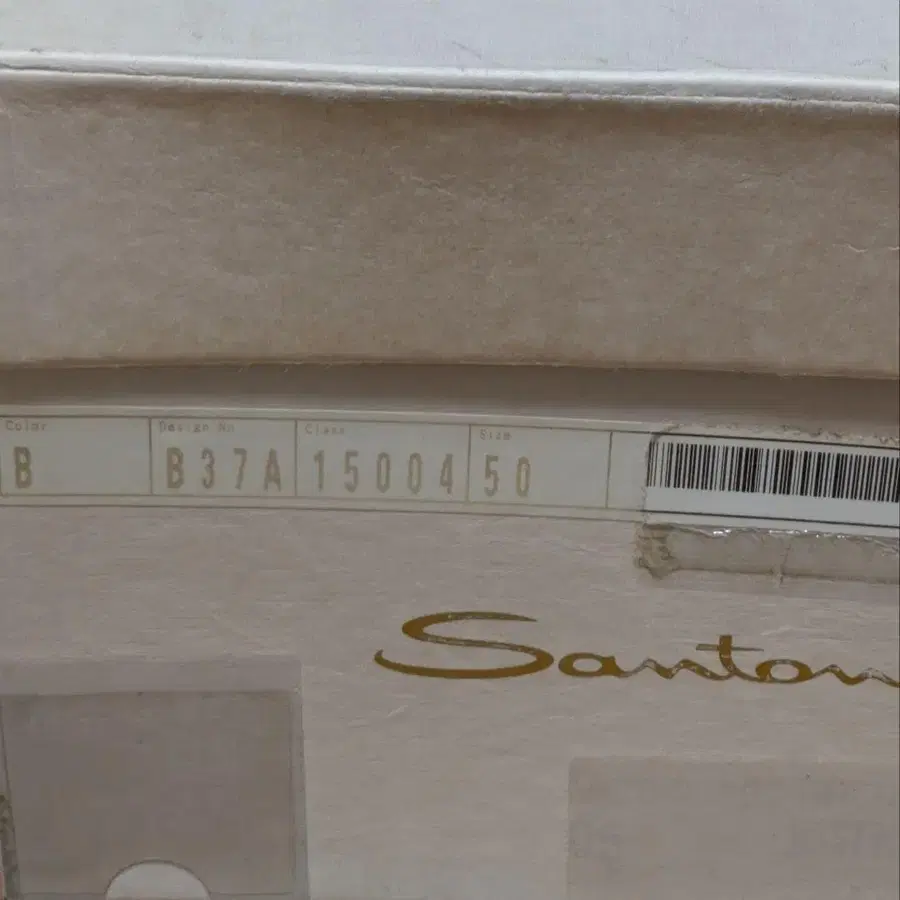 Color Design No Class Size
B B37A 15004 50
Santon